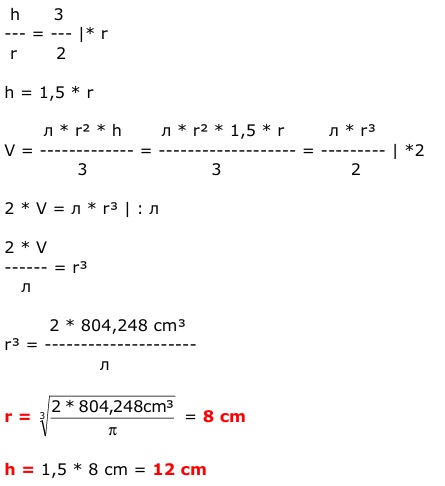 h 3
--- = --- |* r
r 2
h = 1,5 * r
л * r² * h л * r² * 1,5 * r л * r³
V = ------------- = ------------------- = --------- | *2
3 3 2
2 * V = л * r³ | : л
2 * V
------ = r³
л
2 * 804,248 cm³
r³ = ---------------------
л
r = ∛(2 * 804,248cm³ / π) = 8 cm
h = 1,5 * 8 cm = 12 cm